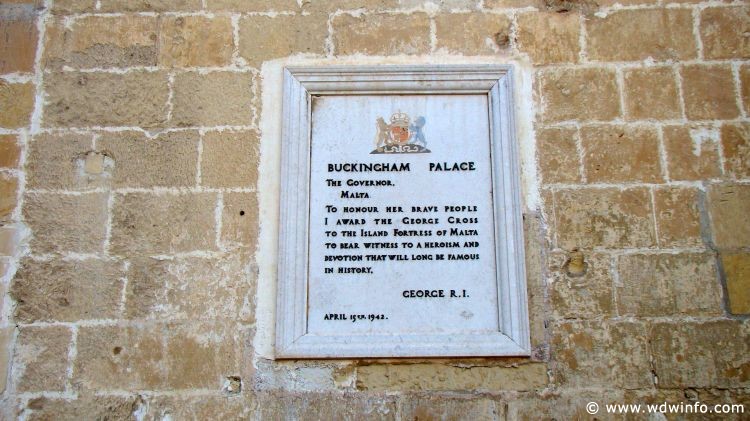 BUCKINGHAM PALACE
THE GOVERNOR,
MALTA
TO HONOUR HER BRAVE PEOPLE
I AWARD THE GEORGE CROSS
TO THE ISLAND FORTRESS OF MALTA
TO BEAR WITNESS TO A HEROISM AND
DEVOTION THAT WILL LONG BE FAMOUS
IN HISTORY.
GEORGE R.I.
APRIL 15TH. 1942.
© www.wdwinfo.com